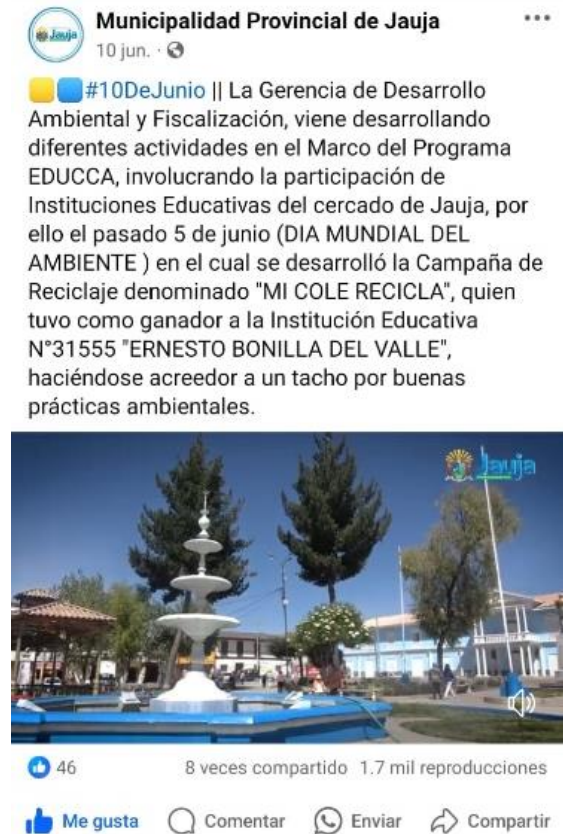 Jauja
Municipalidad Provincial de Jauja
10 jun. ·
#10DeJunio || La Gerencia de Desarrollo
Ambiental y Fiscalización, viene desarrollando
diferentes actividades en el Marco del Programa
EDUCCA, involucrando la participación de
Instituciones Educativas del cercado de Jauja, por
ello el pasado 5 de junio (DIA MUNDIAL DEL
AMBIENTE ) en el cual se desarrolló la Campaña de
Reciclaje denominado "MI COLE RECICLA", quien
tuvo como ganador a la Institución Educativa
N°31555 "ERNESTO BONILLA DEL VALLE",
haciéndose acreedor a un tacho por buenas
prácticas ambientales.
Jauja
46
8 veces compartido 1.7 mil reproducciones
Me gusta Comentar Enviar Compartir